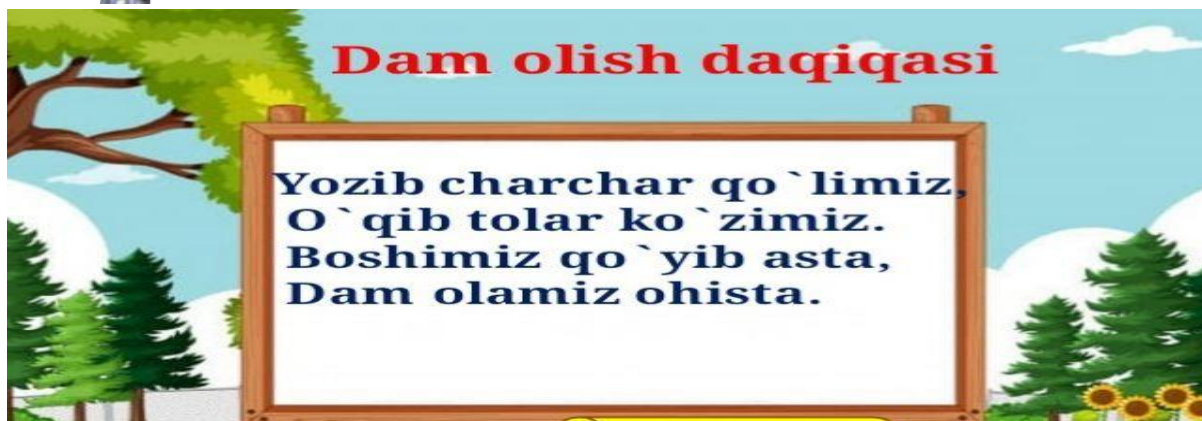 Dam olish daqiqasi
Yozib charchar qo`limiz,
O`qib tolar ko`zimiz.
Boshimiz qo`yib asta,
Dam olamiz ohista.